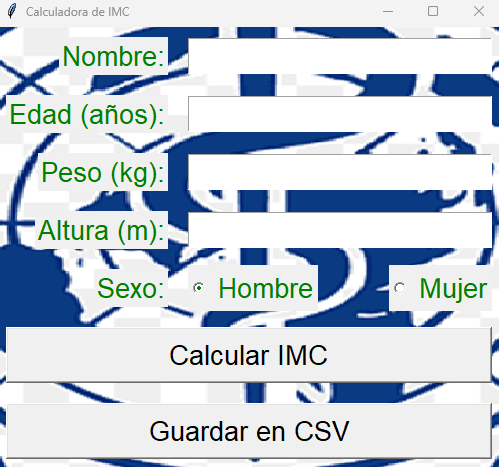 Calculadora de IMC
Nombre:
Edad (años):
Peso (kg):
Altura (m):
Sexo: Hombre Mujer
Calcular IMC
Guardar en CSV